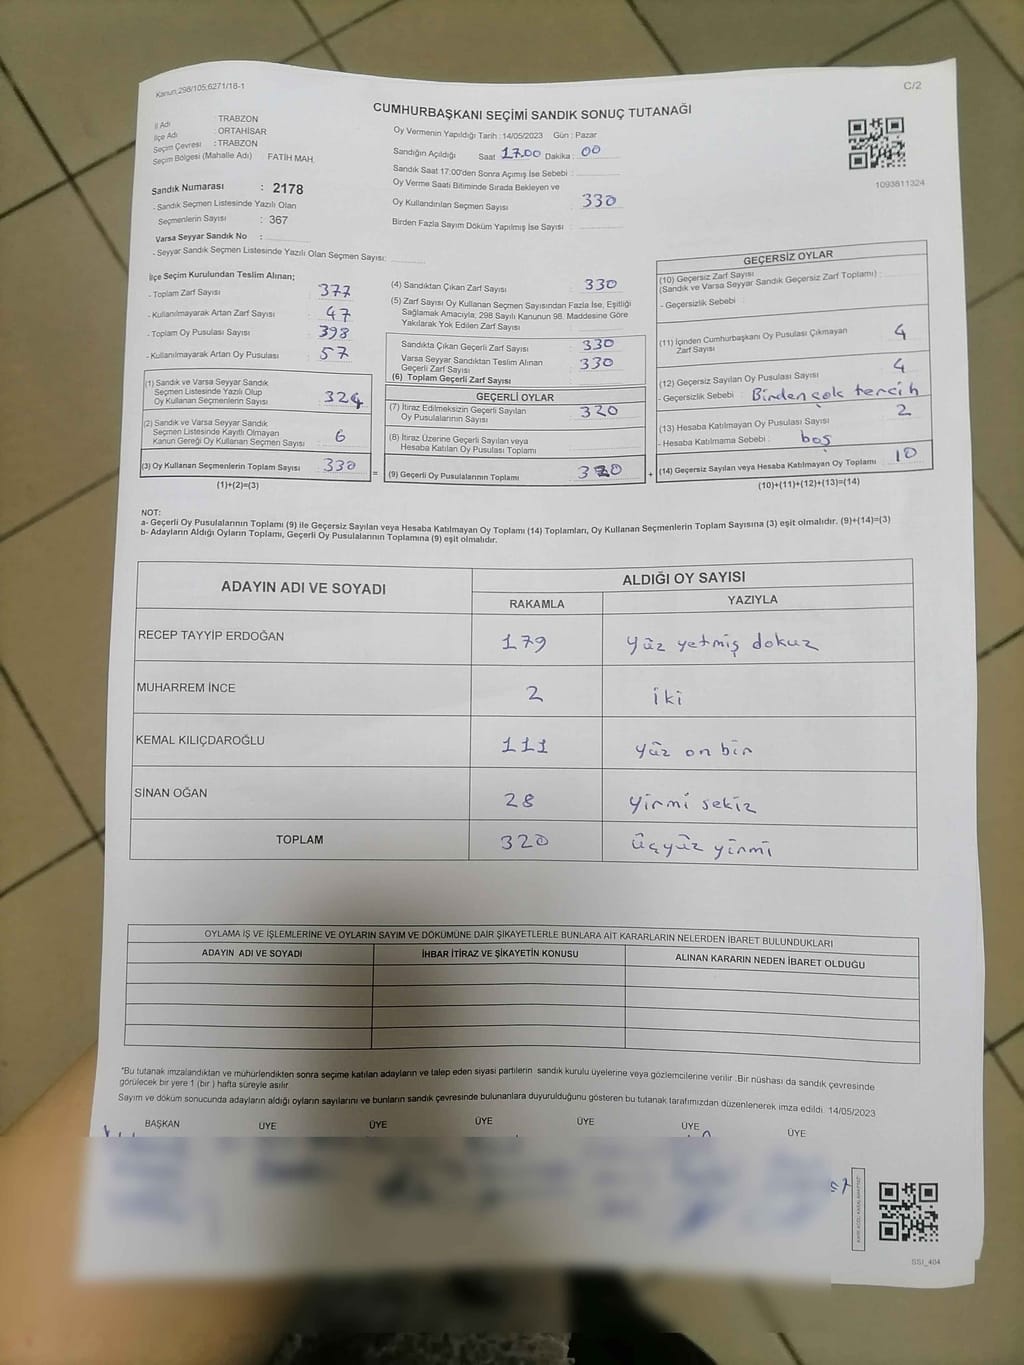 Kanun;298/105;6271/18-1
C/2
CUMHURBAŞKANI SEÇİMİ SANDIK SONUÇ TUTANAĞI
İl Adı : TRABZON
İlçe Adı : ORTAHİSAR
Seçim Çevresi : TRABZON
Seçim Bölgesi (Mahalle Adı) FATİH MAH.
Sandık Numarası : 2178
- Sandık Seçmen Listesinde Yazılı Olan
Seçmenlerin Sayısı : 367
Varsa Seyyar Sandık No :
- Seyyar Sandık Seçmen Listesinde Yazılı Olan Seçmen Sayısı:
Oy Vermenin Yapıldığı Tarih : 14/05/2023 Gün : Pazar
Sandığın Açıldığı Saat 17.00 Dakika : 00
Sandık Saat 17:00'den Sonra Açımış İse Sebebi :
Oy Verme Saati Bitiminde Sırada Bekleyen ve
Oy Kullandırılan Seçmen Sayısı : 330
Birden Fazla Sayım Döküm Yapılmış İse Sayısı :
1093811324
İlçe Seçim Kurulundan Teslim Alınan;
- Toplam Zarf Sayısı : 377
- Kullanılmayarak Artan Zarf Sayısı : 47
- Toplam Oy Pusulası Sayısı : 398
- Kullanılmayarak Artan Oy Pusulası : 57
(1) Sandık ve Varsa Seyyar Sandık
Seçmen Listesinde Yazılı Olup
Oy Kullanan Seçmenlerin Sayısı : 324
(2) Sandık ve Varsa Seyyar Sandık
Seçmen Listesinde Kayıtlı Olmayan
Kanun Gereği Oy Kullanan Seçmen Sayısı : 6
(3) Oy Kullanan Seçmenlerin Toplam Sayısı : 330
(1)+(2)=(3)
=
(4) Sandıktan Çıkan Zarf Sayısı : 330
(5) Zarf Sayısı Oy Kullanan Seçmen Sayısından Fazla İse, Eşitliği
Sağlamak Amacıyla; 298 Sayılı Kanunun 98. Maddesine Göre
Yakılarak Yok Edilen Zarf Sayısı :
Sandıkta Çıkan Geçerli Zarf Sayısı : 330
Varsa Seyyar Sandıktan Teslim Alınan
Geçerli Zarf Sayısı : 330
(6) Toplam Geçerli Zarf Sayısı :
GEÇERLİ OYLAR
(7) İtiraz Edilmeksizin Geçerli Sayılan
Oy Pusulalarının Sayısı : 320
(8) İtiraz Üzerine Geçerli Sayılan veya
Hesaba Katılan Oy Pusulası Toplamı :
(9) Geçerli Oy Pusulalarının Toplamı : 320
+
GEÇERSİZ OYLAR
(10) Geçersiz Zarf Sayısı
(Sandık ve Varsa Seyyar Sandık Geçersiz Zarf Toplamı) :
- Geçersizlik Sebebi :
(11) İçinden Cumhurbaşkanı Oy Pusulası Çıkmayan
Zarf Sayısı : 4
(12) Geçersiz Sayılan Oy Pusulası Sayısı : 4
- Geçersizlik Sebebi : Birden çok tercih
(13) Hesaba Katılmayan Oy Pusulası Sayısı : 2
- Hesaba Katılmama Sebebi : boş
(14) Geçersiz Sayılan veya Hesaba Katılmayan Oy Toplamı : 10
(10)+(11)+(12)+(13)=(14)
NOT:
a- Geçerli Oy Pusulalarının Toplamı (9) ile Geçersiz Sayılan veya Hesaba Katılmayan Oy Toplamı (14) Toplamları, Oy Kullanan Seçmenlerin Toplam Sayısına (3) eşit olmalıdır. (9)+(14)=(3)
b- Adayların Aldığı Oyların Toplamı, Geçerli Oy Pusulalarının Toplamına (9) eşit olmalıdır.
ADAYIN ADI VE SOYADI ALDIĞI OY SAYISI
RAKAMLA YAZIYLA
RECEP TAYYİP ERDOĞAN 179 yüz yetmiş dokuz
MUHARREM İNCE 2 iki
KEMAL KILIÇDAROĞLU 111 yüz on bir
SİNAN OĞAN 28 yirmi sekiz
TOPLAM 320 üçyüz yirmi
OYLAMA İŞ VE İŞLEMLERİNE VE OYLARIN SAYIM VE DÖKÜMÜNE DAİR ŞİKAYETLERLE BUNLARA AİT KARARLARIN NELERDEN İBARET BULUNDUKLARI
ADAYIN ADI VE SOYADI İHBAR İTİRAZ VE ŞİKAYETİN KONUSU ALINAN KARARIN NEDEN İBARET OLDUĞU
*Bu tutanak imzalandıktan ve mühürlendikten sonra seçime katılan adayların ve talep eden siyasi partilerin sandık kurulu üyelerine veya gözlemcilerine verilir .Bir nüshası da sandık çevresinde
görülecek bir yere 1 (bir ) hafta süreyle asılır
Sayım ve döküm sonucunda adayların aldığı oyların sayılarını ve bunların sandık çevresinde bulunanlara duyurulduğunu gösteren bu tutanak tarafımızdan düzenlenerek imza edildi. 14/05/2023
BAŞKAN ÜYE ÜYE ÜYE ÜYE ÜYE ÜYE
SSI_404